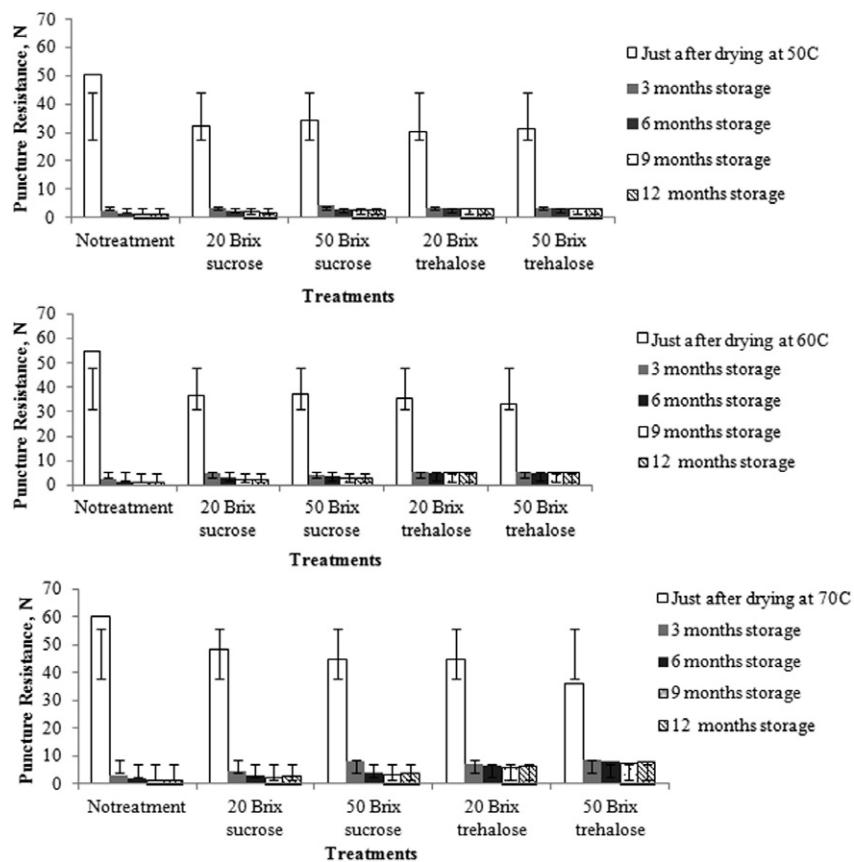 70
60
50
40
30
20
10
0
Puncture Resistance, N
Just after drying at 50C
3 months storage
6 months storage
9 months storage
12 months storage
Notreatment
20 Brix sucrose
50 Brix sucrose
20 Brix trehalose
50 Brix trehalose
Treatments
70
60
50
40
30
20
10
0
Puncture Resistance, N
Just after drying at 60C
3 months storage
6 months storage
9 months storage
12 months storage
Notreatment
20 Brix sucrose
50 Brix sucrose
20 Brix trehalose
50 Brix trehalose
Treatments
70
60
50
40
30
20
10
0
Puncture Resistance, N
Just after drying at 70C
3 months storage
6 months storage
9 months storage
12 months storage
Notreatment
20 Brix sucrose
50 Brix sucrose
20 Brix trehalose
50 Brix trehalose
Treatments